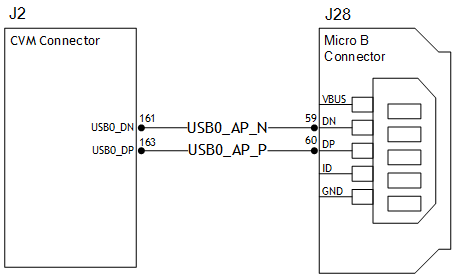 J2
J28
CVM Connector
Micro B
Connector
VBUS
USB0_DN
161
USB0_AP_N
59
DN
USB0_DP
163
USB0_AP_P
60
DP
ID
GND